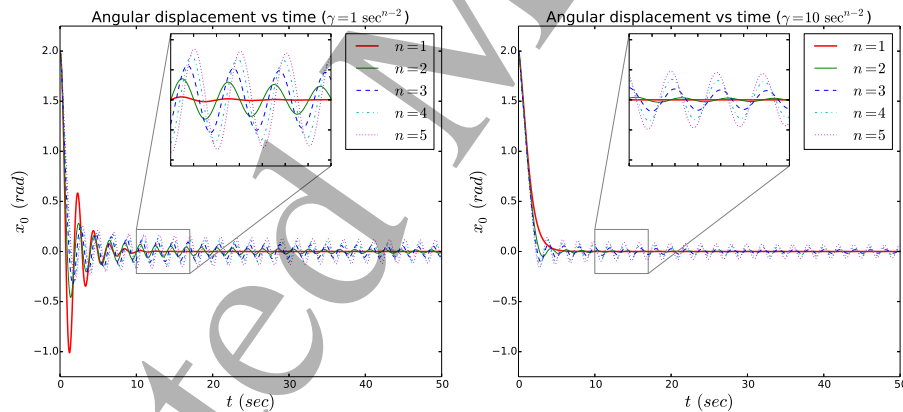 Angular displacement vs time (γ=1 sec^{n−2})
n=1
n=2
n=3
n=4
n=5
2.0
1.5
1.0
0.5
0.0
−0.5
−1.0
x_0 (rad)
0 10 20 30 40 50
t (sec)
Angular displacement vs time (γ=10 sec^{n−2})
n=1
n=2
n=3
n=4
n=5
2.0
1.5
1.0
0.5
0.0
−0.5
−1.0
x_0 (rad)
0 10 20 30 40 50
t (sec)
ted M